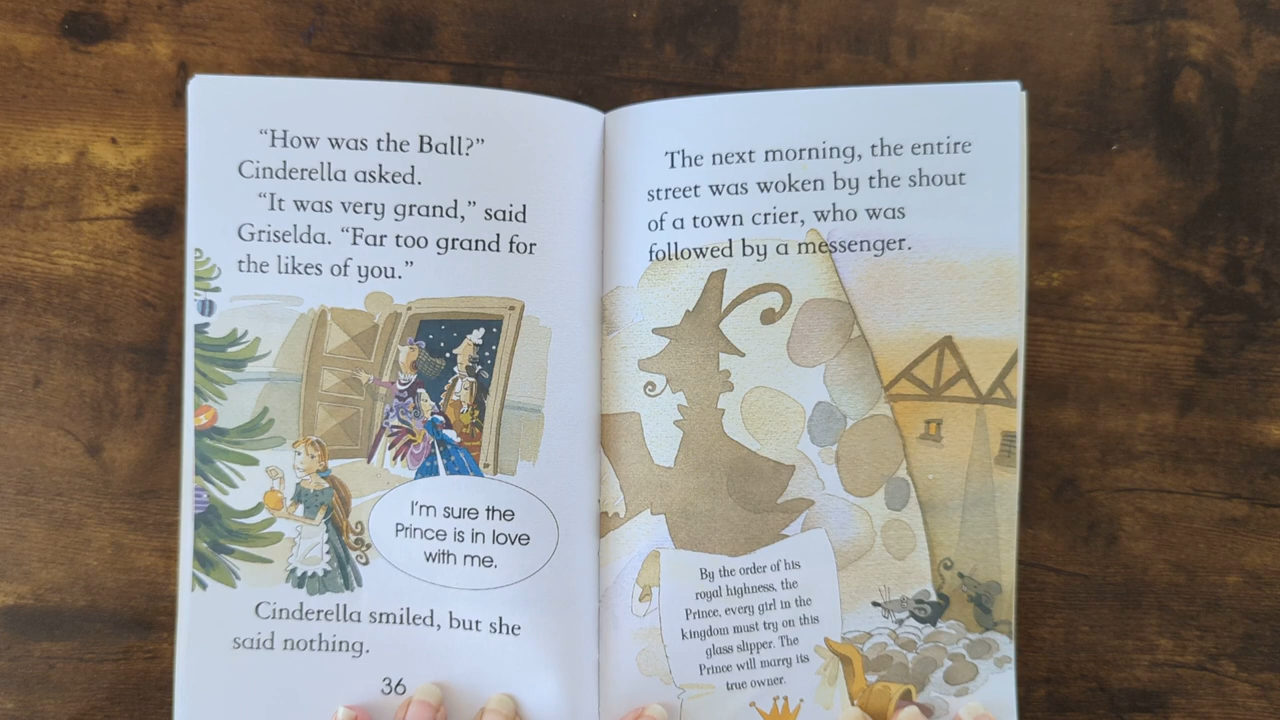 “How was the Ball?”
Cinderella asked.
“It was very grand,” said
Griselda. “Far too grand for
the likes of you.”
I’m sure the
Prince is in love
with me.
Cinderella smiled, but she
said nothing.
36
The next morning, the entire
street was woken by the shout
of a town crier, who was
followed by a messenger.
By the order of his
royal highness, the
Prince, every girl in the
kingdom must try on this
glass slipper. The
Prince will marry its
true owner.